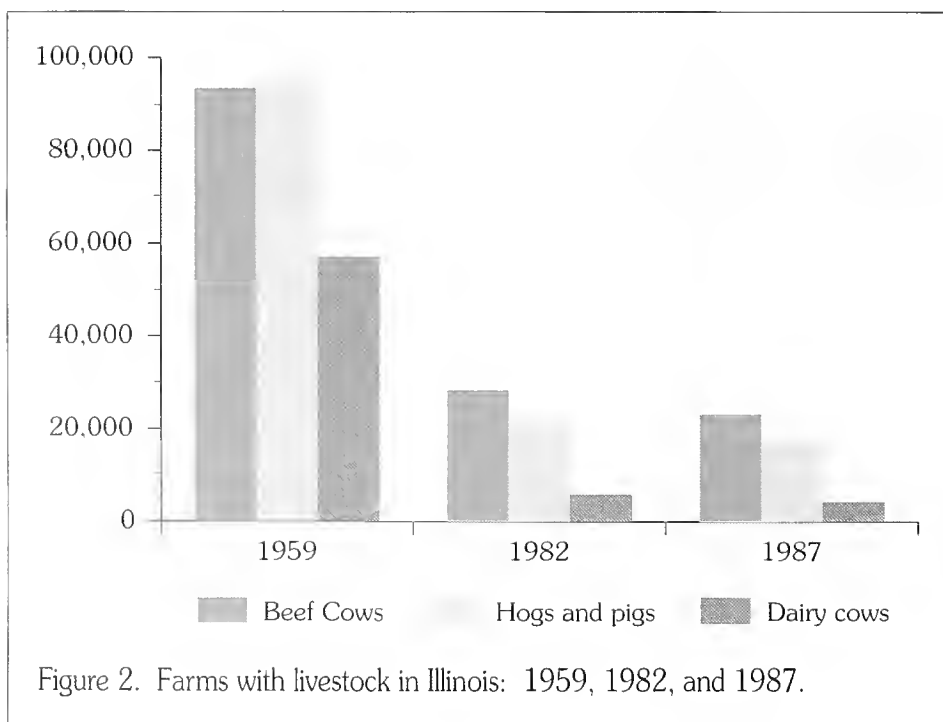 100,000
80,000
60,000
40,000
20,000
0
1959 1982 1987
Beef Cows Hogs and pigs Dairy cows
Figure 2. Farms with livestock in Illinois: 1959, 1982, and 1987.